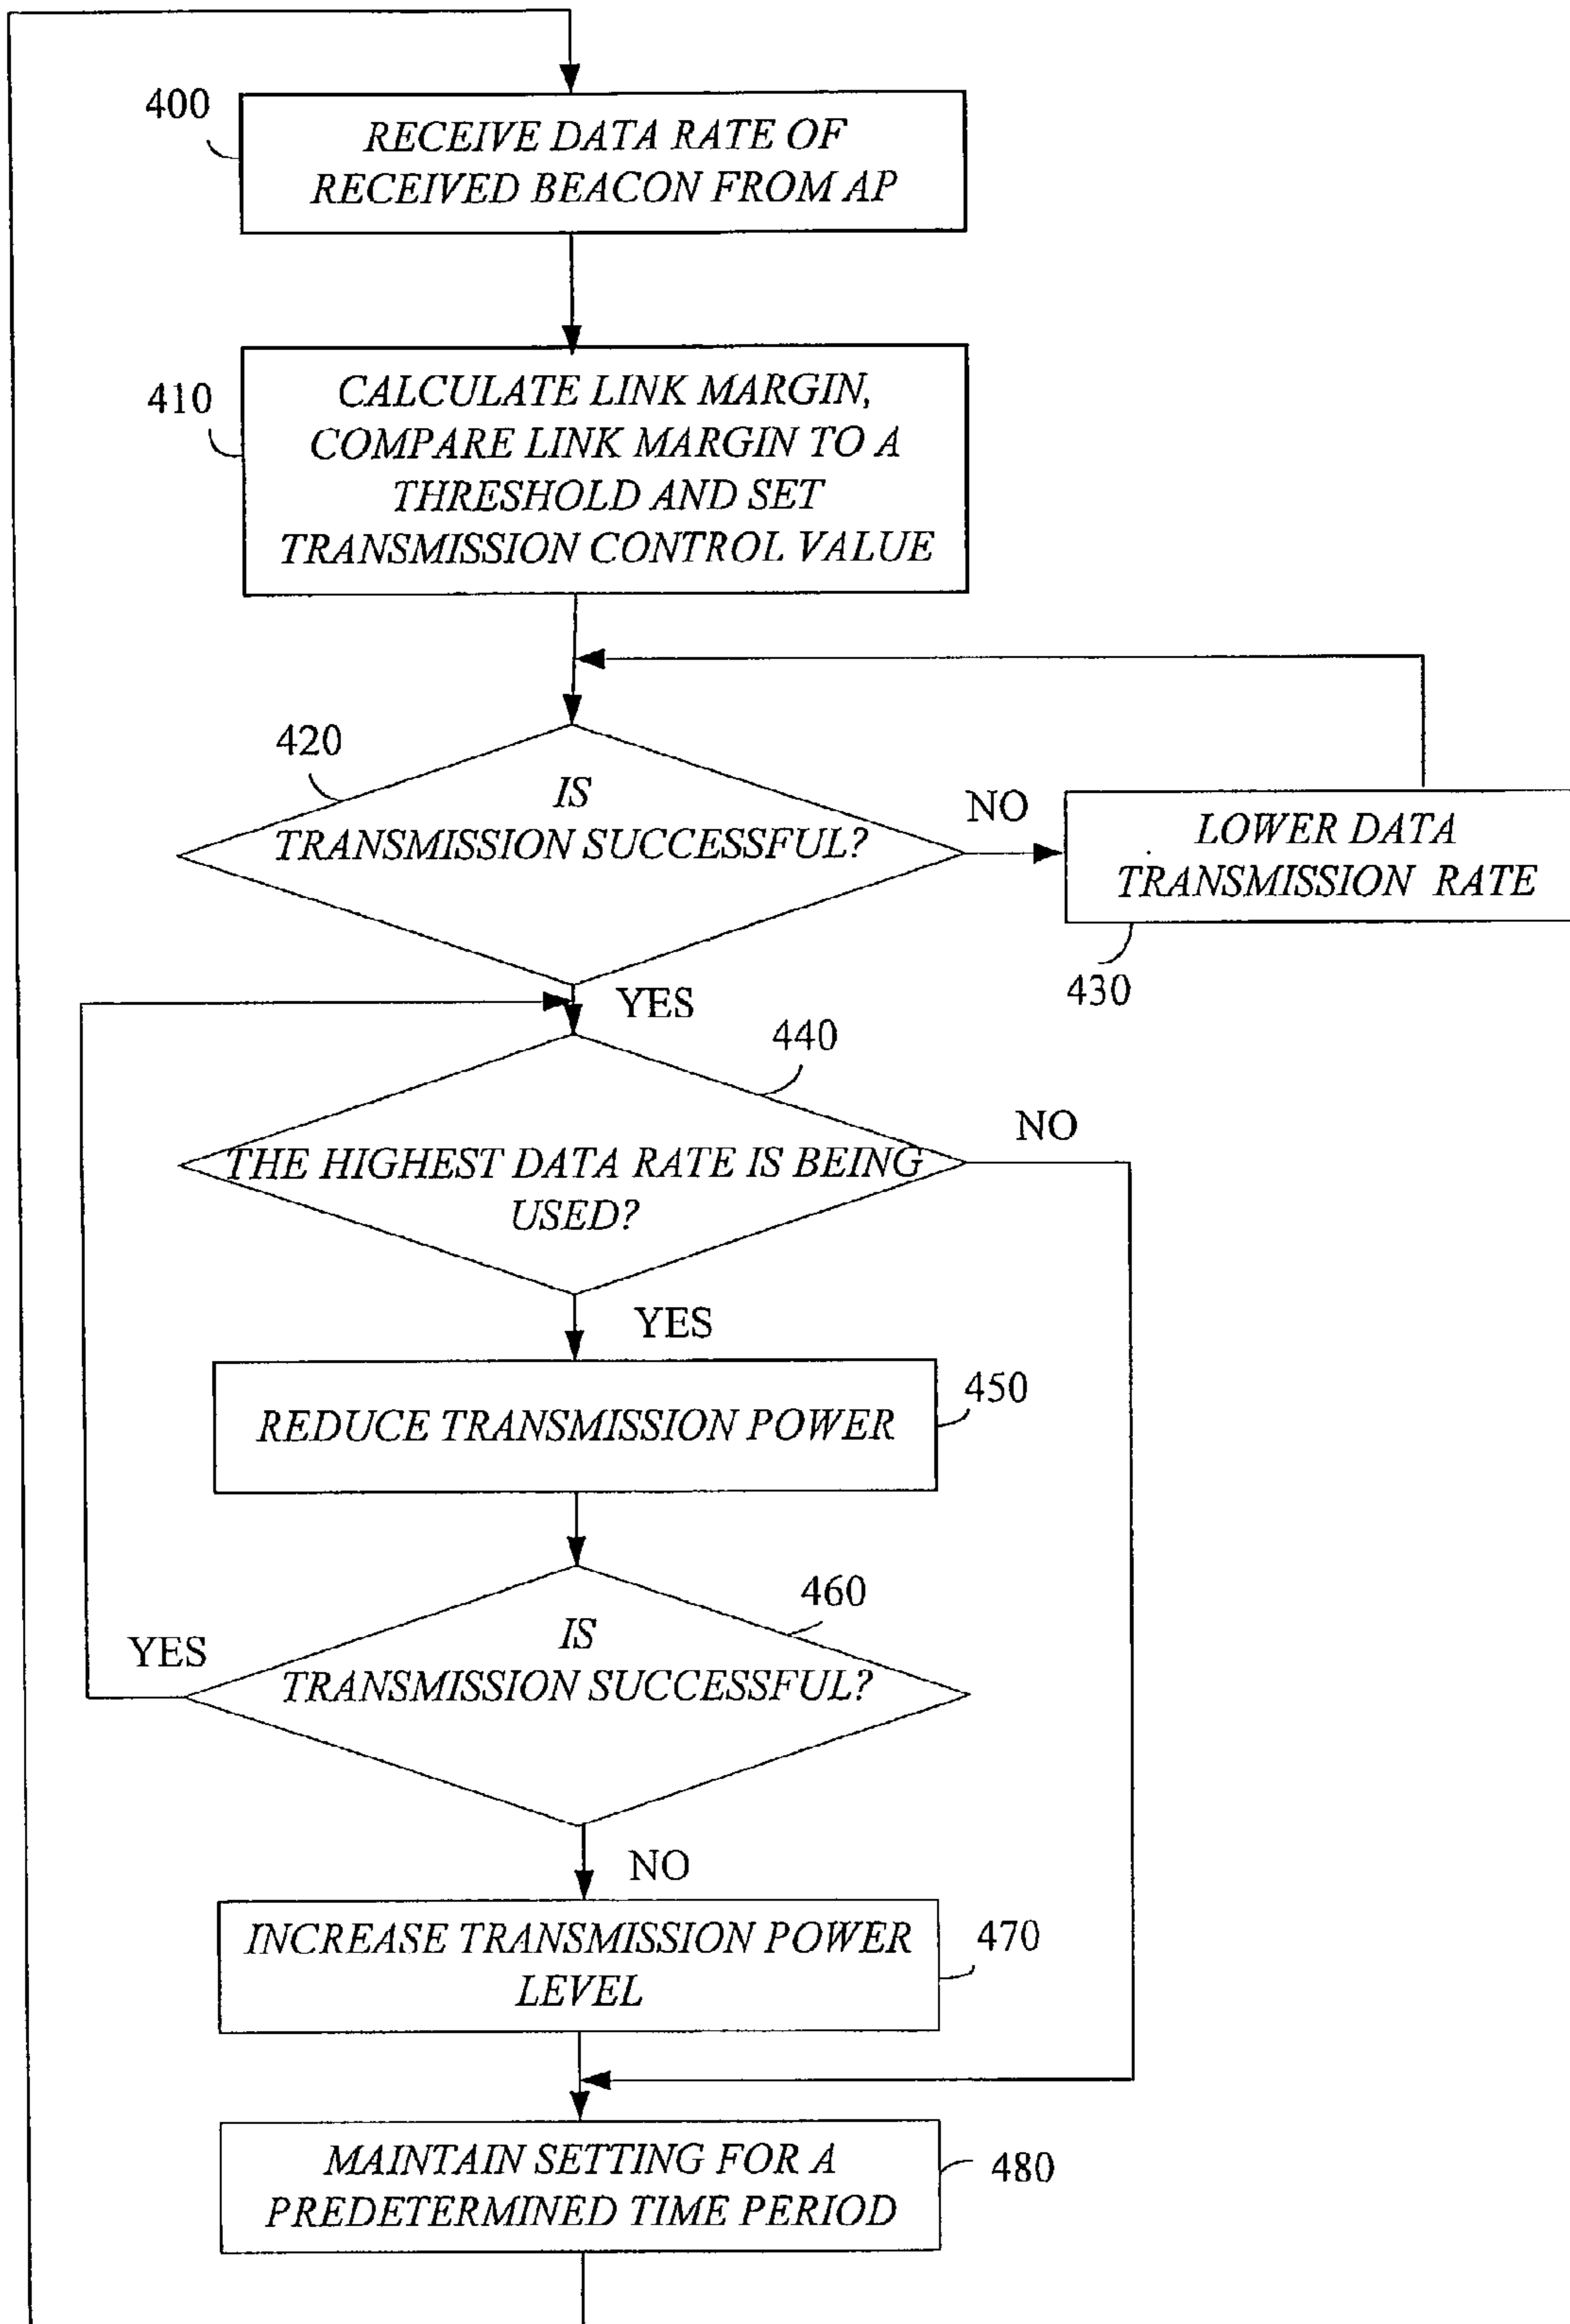 400
RECEIVE DATA RATE OF
RECEIVED BEACON FROM AP
410
CALCULATE LINK MARGIN,
COMPARE LINK MARGIN TO A
THRESHOLD AND SET
TRANSMISSION CONTROL VALUE
420
IS
TRANSMISSION SUCCESSFUL?
NO
LOWER DATA
TRANSMISSION RATE
430
YES
440
THE HIGHEST DATA RATE IS BEING
USED?
NO
YES
REDUCE TRANSMISSION POWER
450
460
IS
TRANSMISSION SUCCESSFUL?
YES
NO
INCREASE TRANSMISSION POWER
LEVEL
470
MAINTAIN SETTING FOR A
PREDETERMINED TIME PERIOD
480